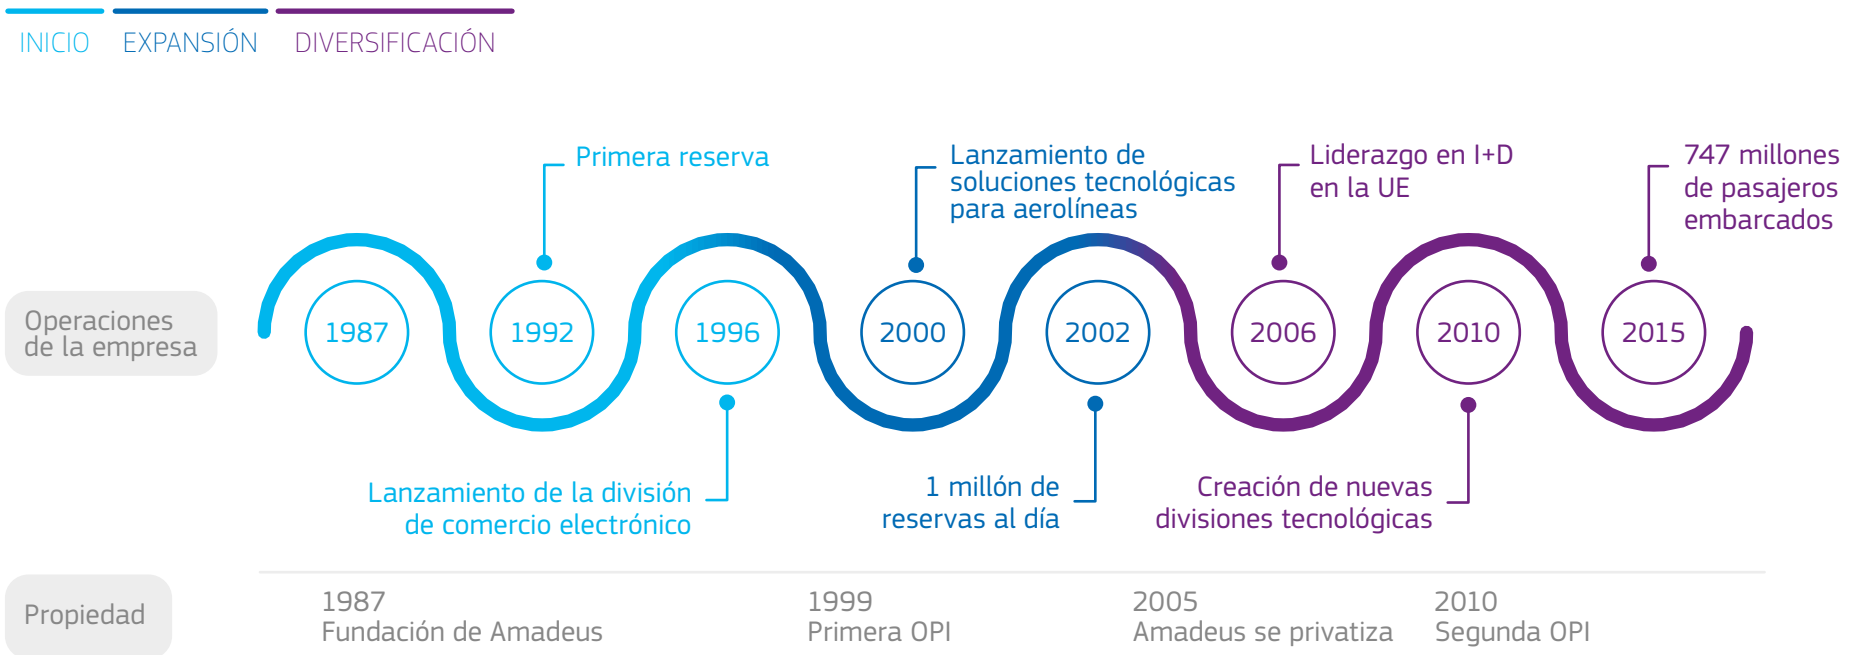 INICIO EXPANSIÓN DIVERSIFICACIÓN
Primera reserva
Lanzamiento de
soluciones tecnológicas
para aerolíneas
Liderazgo en I+D
en la UE
747 millones
de pasajeros
embarcados
Operaciones
de la empresa
1987 1992 1996 2000 2002 2006 2010 2015
Lanzamiento de la división
de comercio electrónico
1 millón de
reservas al día
Creación de nuevas
divisiones tecnológicas
Propiedad
1987
Fundación de Amadeus
1999
Primera OPI
2005
Amadeus se privatiza
2010
Segunda OPI